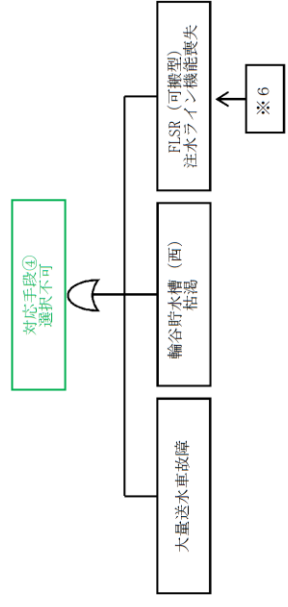 対応手段④
選択不可
大量送水車故障
輪谷貯水槽（西）
枯渇
FLSR（可搬型）
注水ライン機能喪失
※6